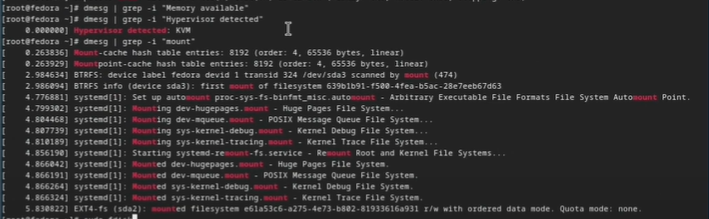 [root@fedora ~]# dmesg | grep -i "Memory available"
[root@fedora ~]# dmesg | grep -i "Hypervisor detected"
[    0.000000] Hypervisor detected: KVM
[root@fedora ~]# dmesg | grep -i "mount"
[    0.263836] Mount-cache hash table entries: 8192 (order: 4, 65536 bytes, linear)
[    0.263929] Mountpoint-cache hash table entries: 8192 (order: 4, 65536 bytes, linear)
[    2.984634] BTRFS: device label fedora devid 1 transid 324 /dev/sda3 scanned by mount (474)
[    2.986094] BTRFS info (device sda3): first mount of filesystem 639b1b91-f500-4fea-b5ac-28e7eeb67d63
[    4.776881] systemd[1]: Set up automount proc-sys-fs-binfmt_misc.automount - Arbitrary Executable File Formats File System Automount Point.
[    4.799302] systemd[1]: Mounting dev-hugepages.mount - Huge Pages File System...
[    4.804468] systemd[1]: Mounting dev-mqueue.mount - POSIX Message Queue File System...
[    4.807739] systemd[1]: Mounting sys-kernel-debug.mount - Kernel Debug File System...
[    4.810189] systemd[1]: Mounting sys-kernel-tracing.mount - Kernel Trace File System...
[    4.856190] systemd[1]: Starting systemd-remount-fs.service - Remount Root and Kernel File Systems...
[    4.866042] systemd[1]: Mounted dev-hugepages.mount - Huge Pages File System.
[    4.866191] systemd[1]: Mounted dev-mqueue.mount - POSIX Message Queue File System.
[    4.866264] systemd[1]: Mounted sys-kernel-debug.mount - Kernel Debug File System.
[    4.866324] systemd[1]: Mounted sys-kernel-tracing.mount - Kernel Trace File System.
[    5.830822] EXT4-fs (sda2): mounted filesystem e61a53c6-a275-4e73-b802-81933616a931 r/w with ordered data mode. Quota mode: none.